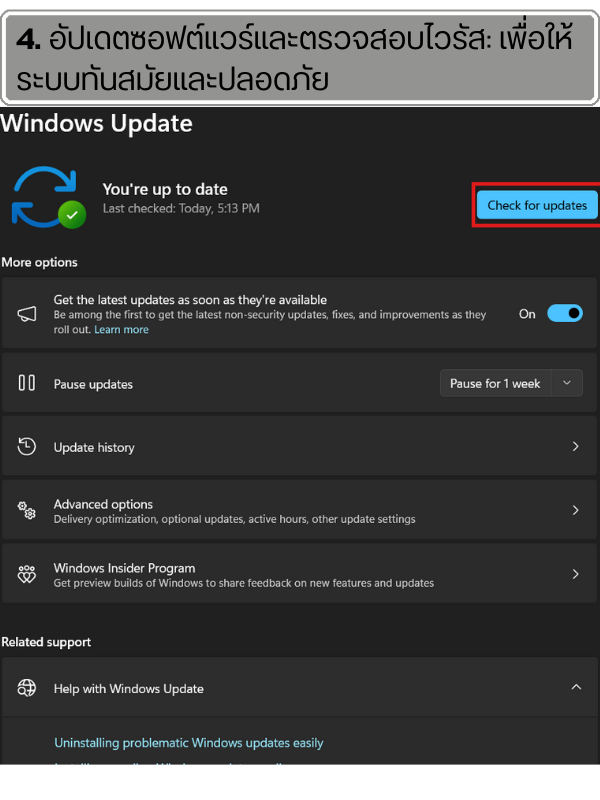 4. อัปเดตซอฟต์แวร์และตรวจสอบไวรัส: เพื่อให้
ระบบทันสมัยและปลอดภัย
Windows Update
You're up to date
Last checked: Today, 5:13 PM
Check for updates
More options
Get the latest updates as soon as they're available
Be among the first to get the latest non-security updates, fixes, and improvements as they
roll out. Learn more
On
Pause updates
Pause for 1 week
Update history
Advanced options
Delivery optimization, optional updates, active hours, other update settings
Windows Insider Program
Get preview builds of Windows to share feedback on new features and updates
Related support
Help with Windows Update
Uninstalling problematic Windows updates easily